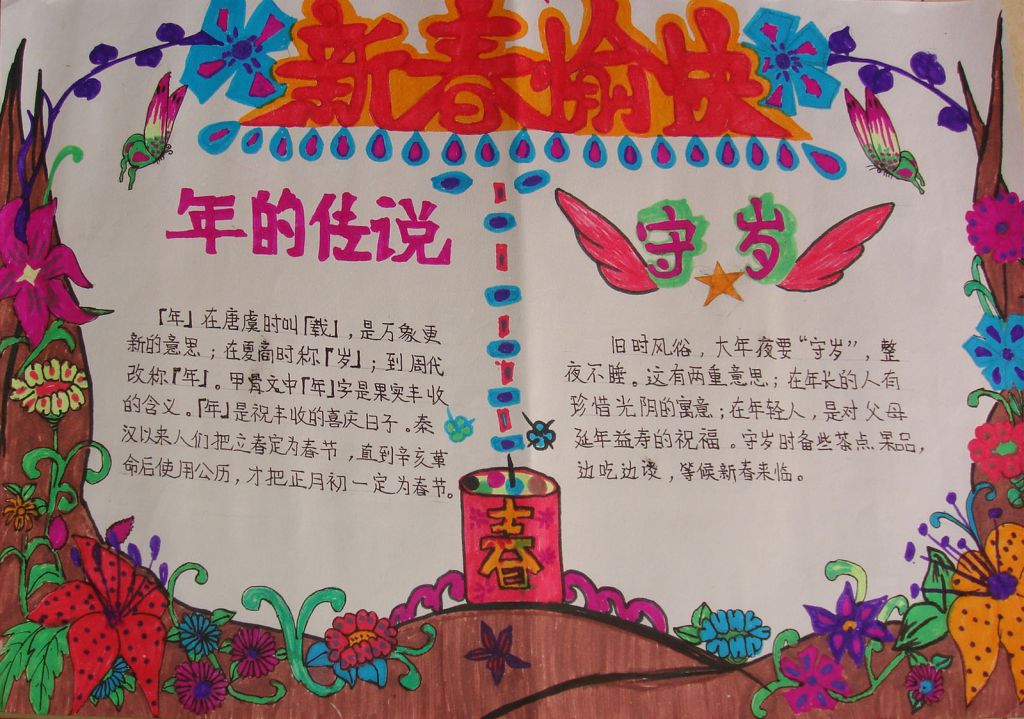 新春愉快
年的传说
「年」在唐虞时叫「载」，是万象更
新的意思；在夏商时称「岁」；到周代
改称「年」。甲骨文中「年」字是果实丰收
的含义。「年」是祝丰收的喜庆日子。秦
汉以来人们把立春定为春节，直到辛亥革
命后使用公历，才把正月初一定为春节。
守岁
旧时风俗，大年夜要“守岁”，整
夜不睡。这有两重意思；在年长的人有
珍惜光阴的寓意；在年轻人，是对父母
延年益寿的祝福。守岁时备些茶点果品，
边吃边谈，等候新春来临。
春